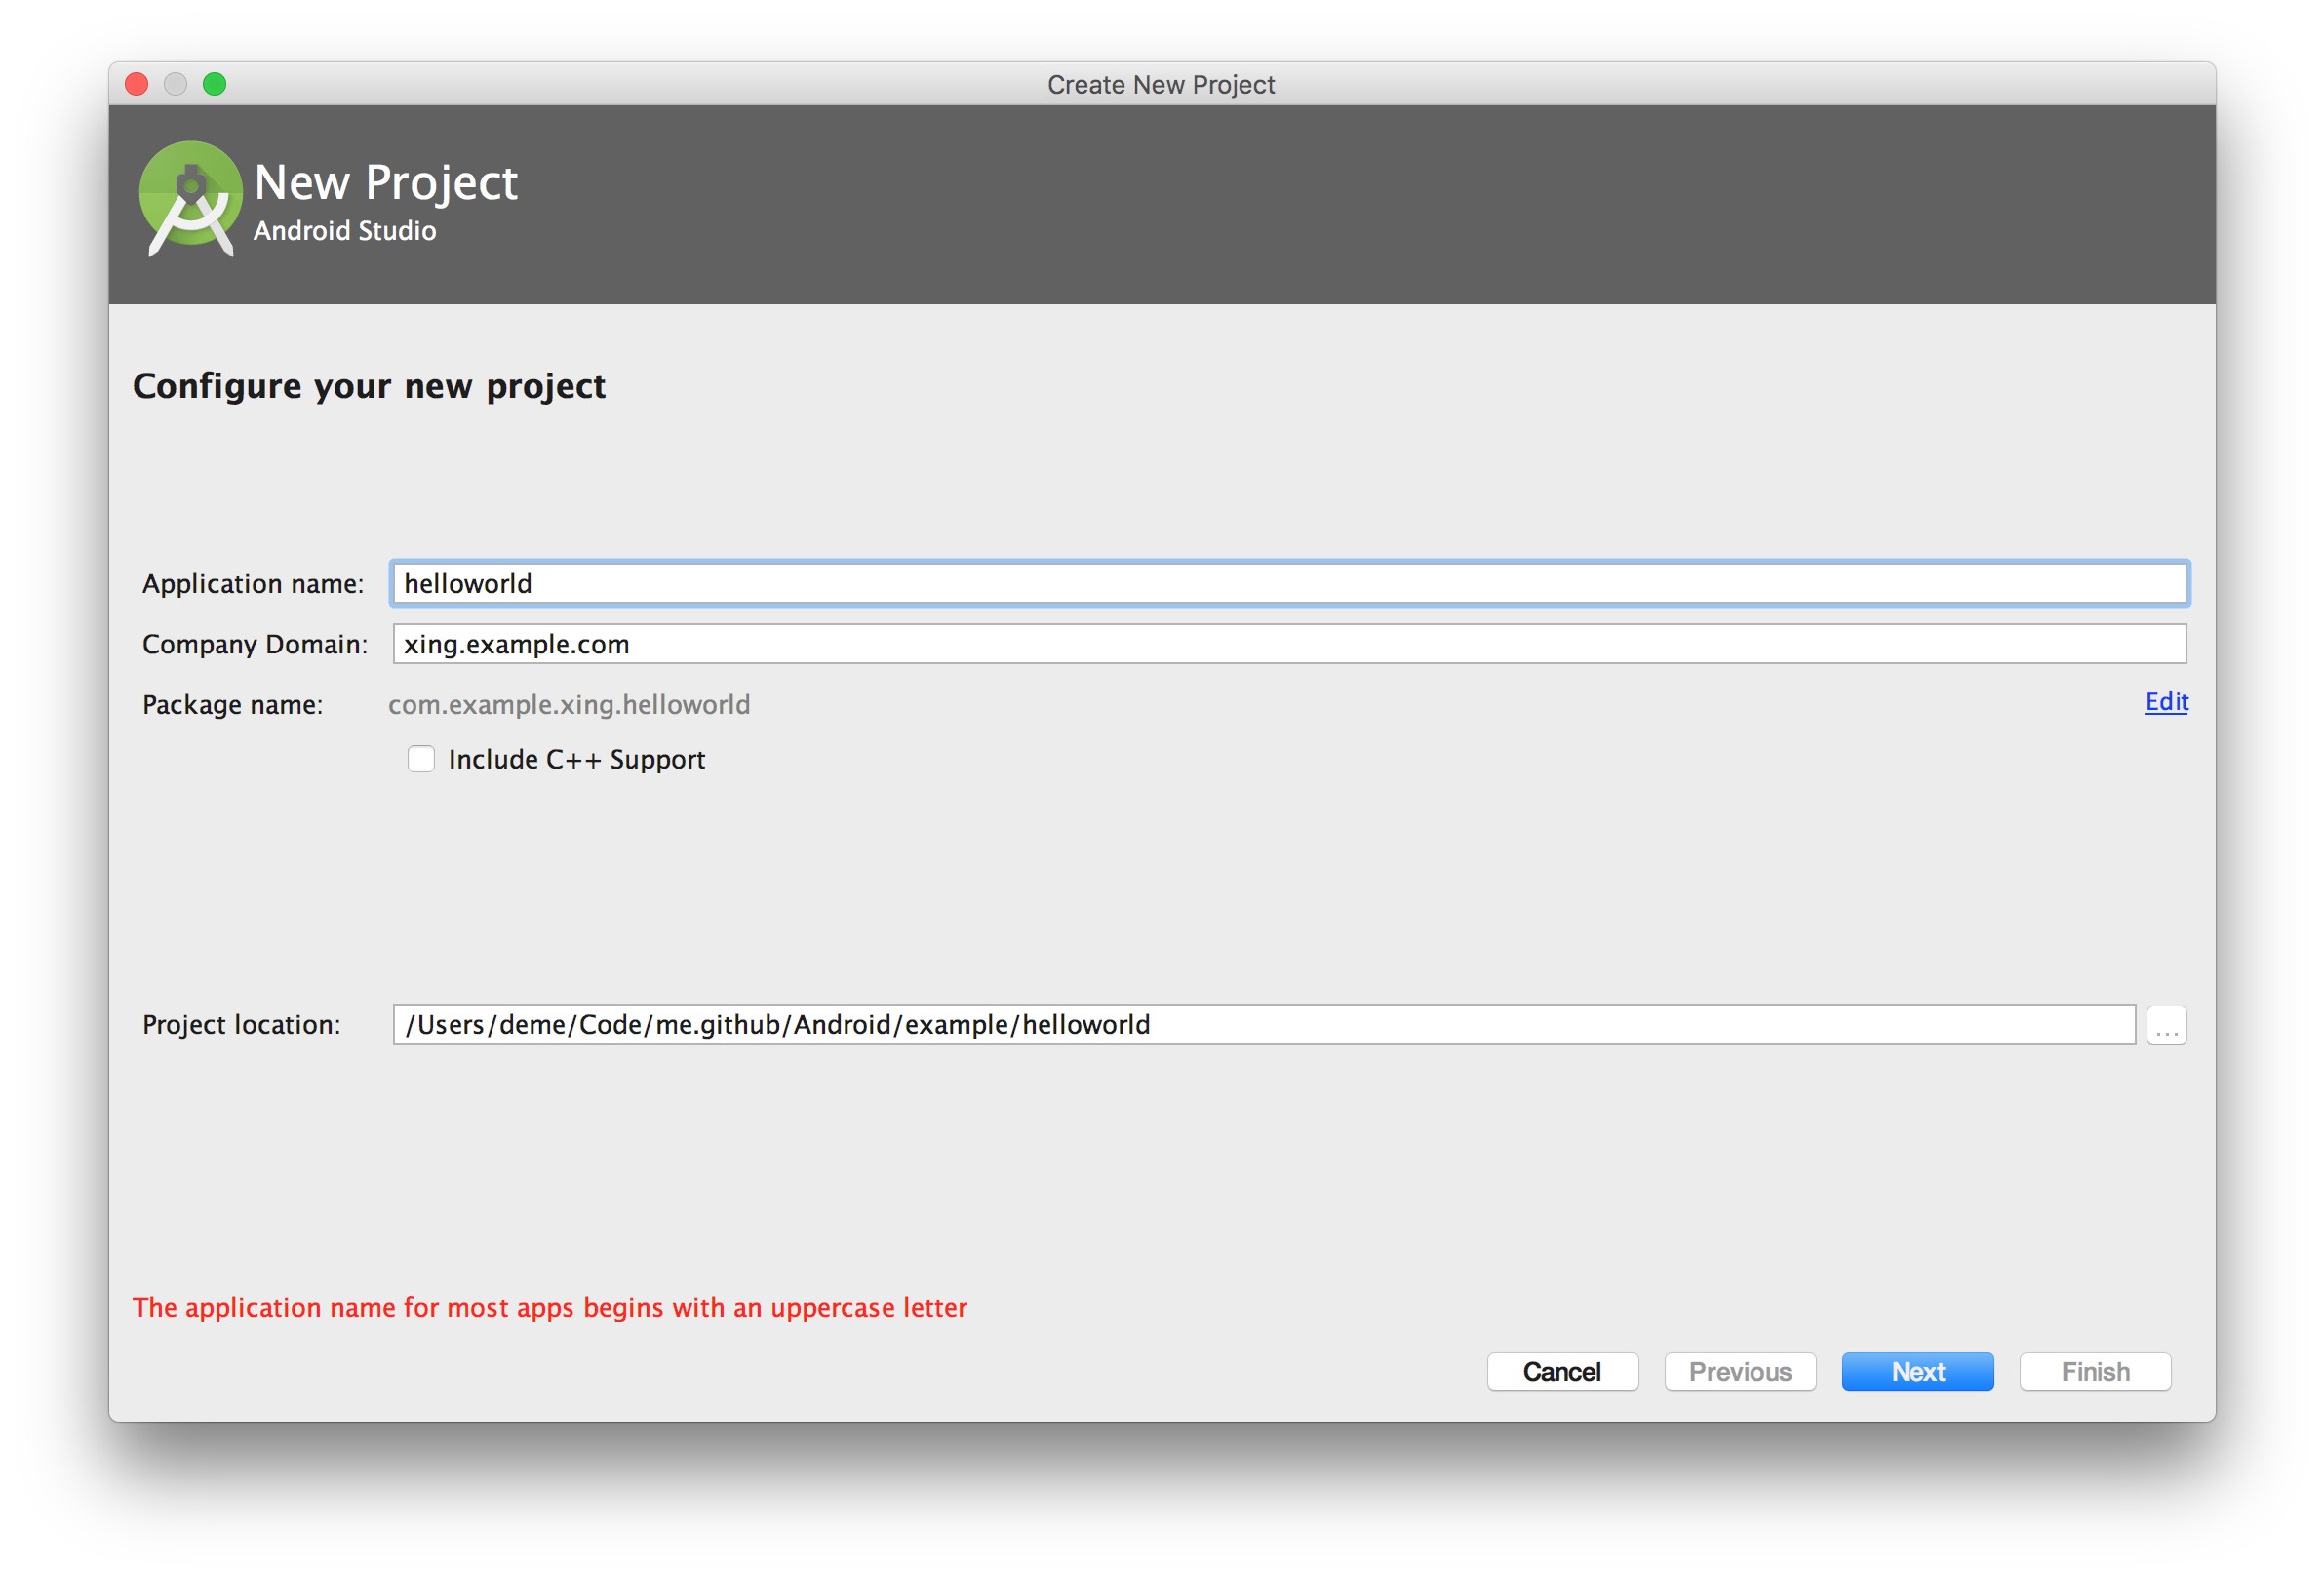 Create New Project
New Project
Android Studio
Configure your new project
Application name: helloworld
Company Domain: xing.example.com
Package name: com.example.xing.helloworld Edit
Include C++ Support
Project location: /Users/deme/Code/me.github/Android/example/helloworld ...
The application name for most apps begins with an uppercase letter
Cancel Previous Next Finish